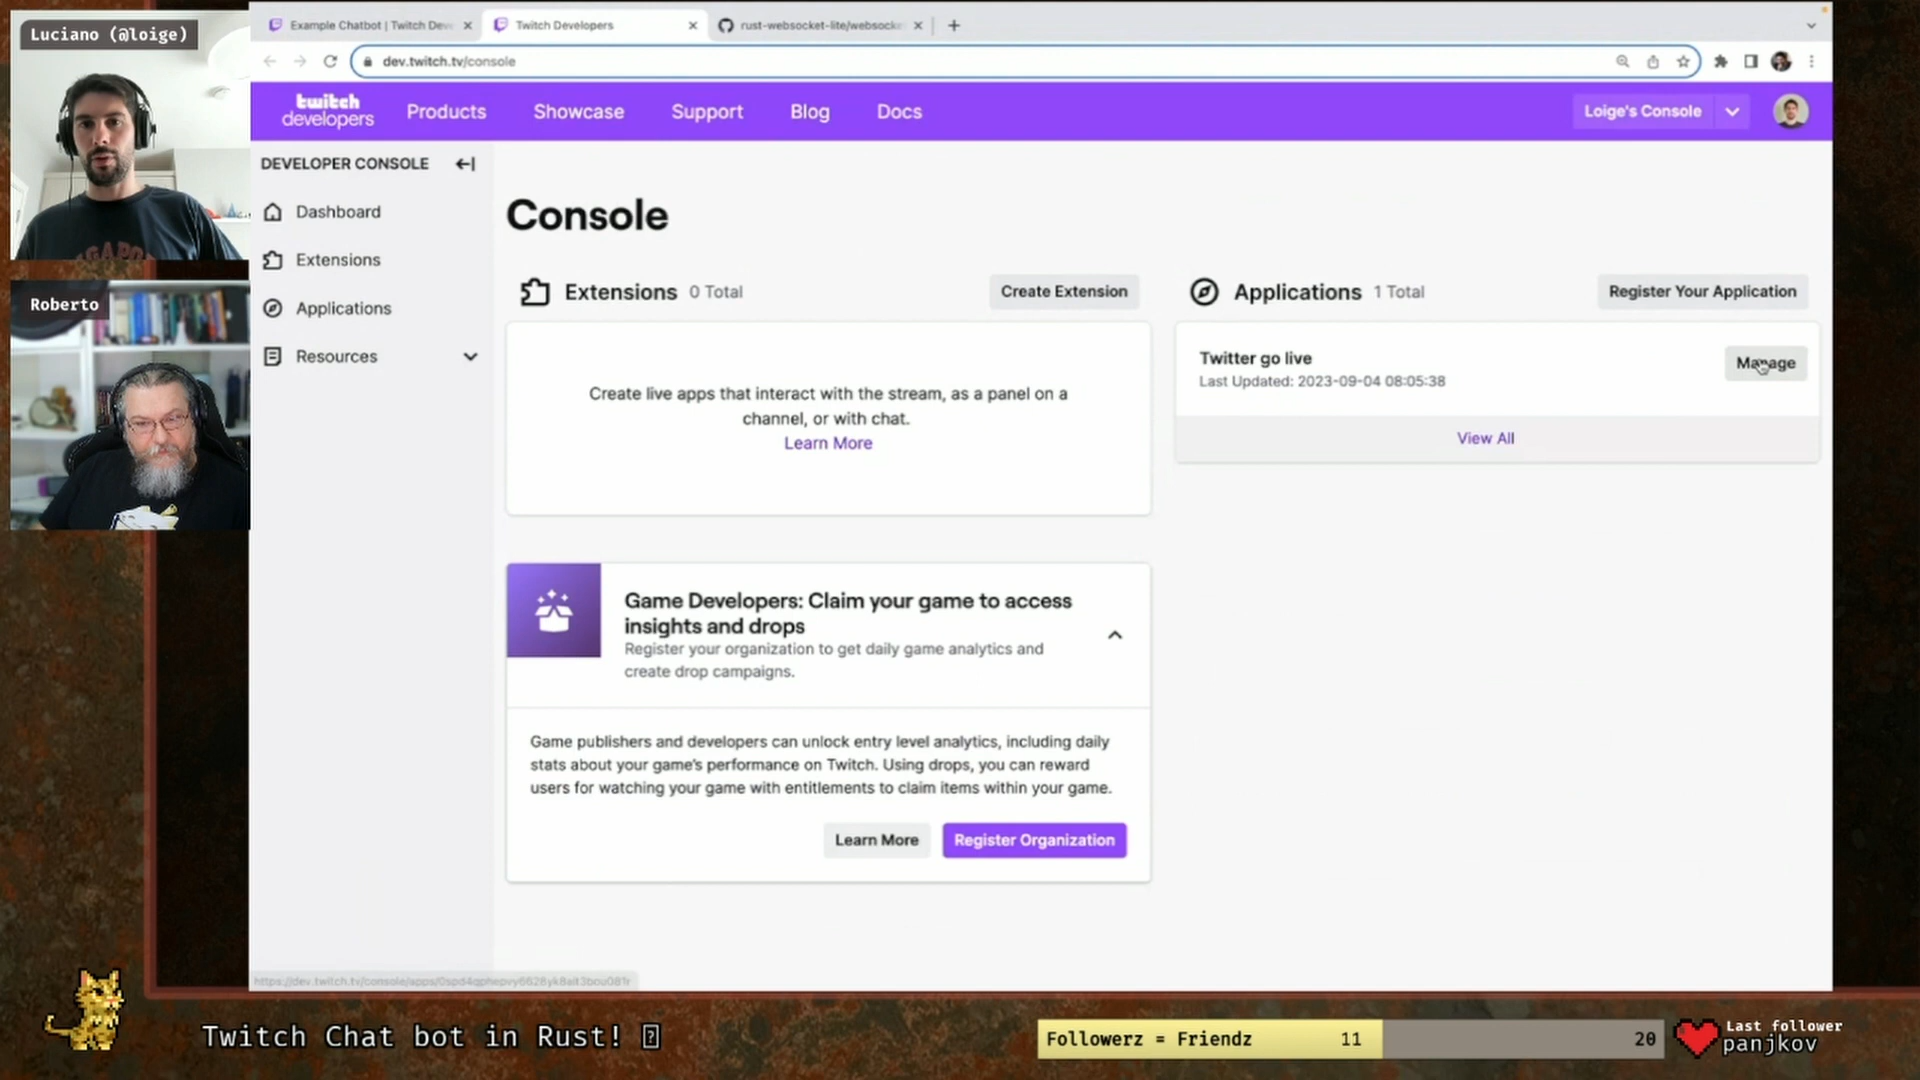 Luciano (@loige)
Roberto
Example Chatbot | Twitch Deve
Twitch Developers
rust-websocket-lite/websocke
dev.twitch.tv/console
twitch developers
Products
Showcase
Support
Blog
Docs
Loige's Console
DEVELOPER CONSOLE
Dashboard
Extensions
Applications
Resources
Console
Extensions 0 Total
Create Extension
Create live apps that interact with the stream, as a panel on a
channel, or with chat.
Learn More
Applications 1 Total
Register Your Application
Twitter go live
Last Updated: 2023-09-04 08:05:38
Manage
View All
Game Developers: Claim your game to access
insights and drops
Register your organization to get daily game analytics and
create drop campaigns.
Game publishers and developers can unlock entry level analytics, including daily
stats about your game's performance on Twitch. Using drops, you can reward
users for watching your game with entitlements to claim items within your game.
Learn More
Register Organization
Twitch Chat bot in Rust!
Followerz = Friendz 11 20
Last follower
panjkov